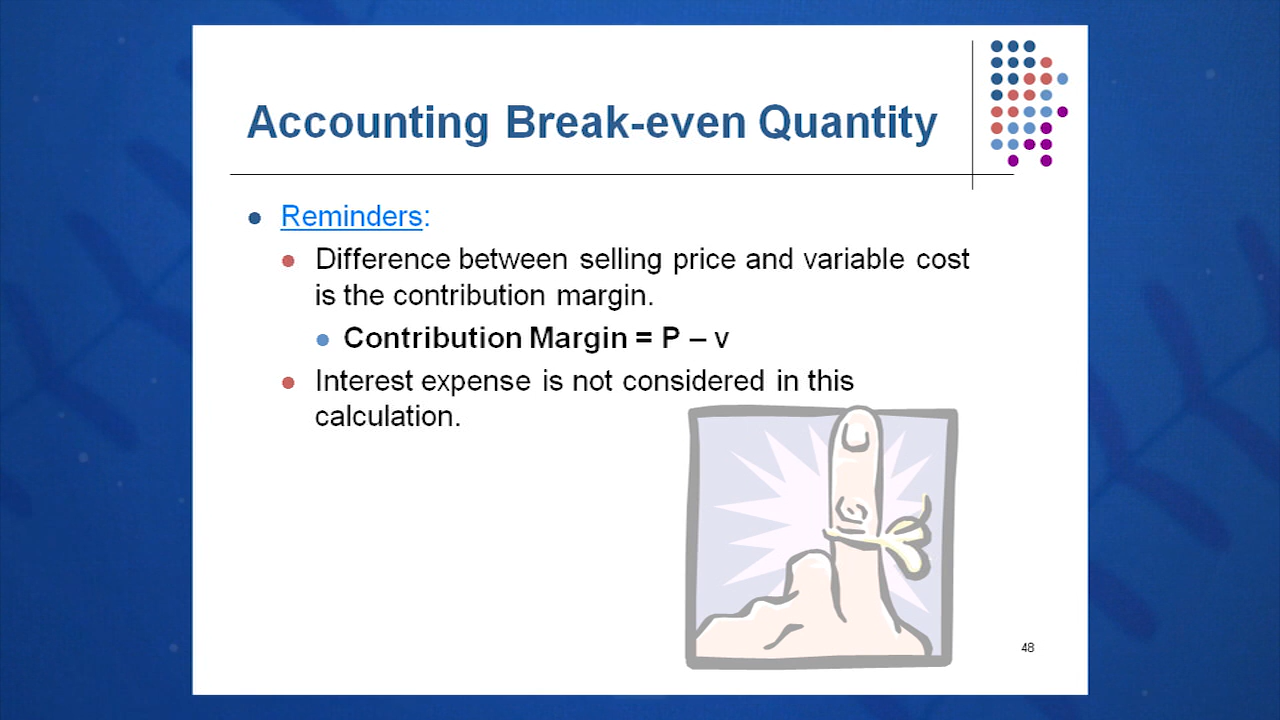 Accounting Break-even Quantity
Reminders:
Difference between selling price and variable cost
is the contribution margin.
Contribution Margin = P – v
Interest expense is not considered in this
calculation.
48